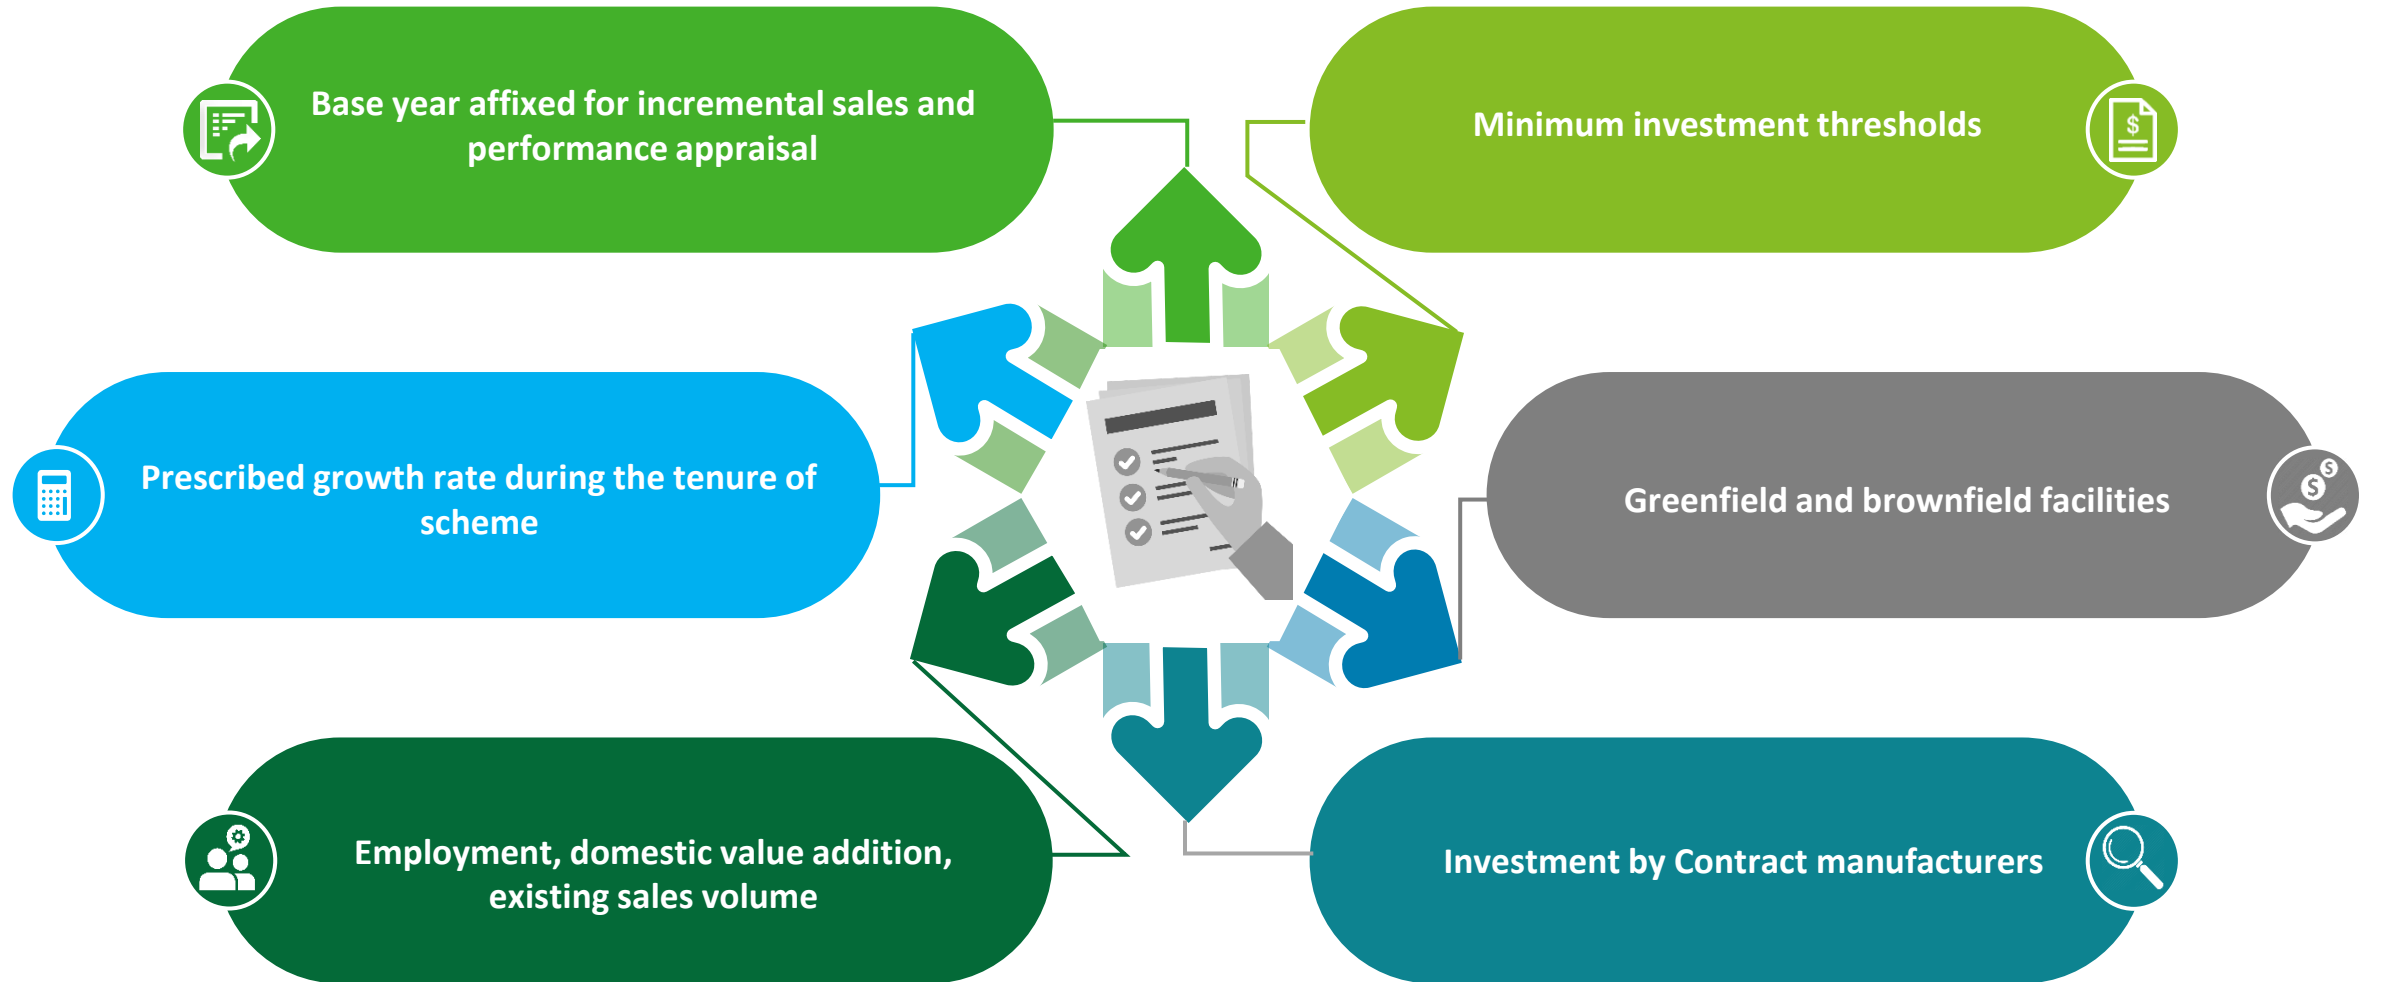 Base year affixed for incremental sales and
performance appraisal
Minimum investment thresholds
Prescribed growth rate during the tenure of
scheme
Greenfield and brownfield facilities
Employment, domestic value addition,
existing sales volume
Investment by Contract manufacturers